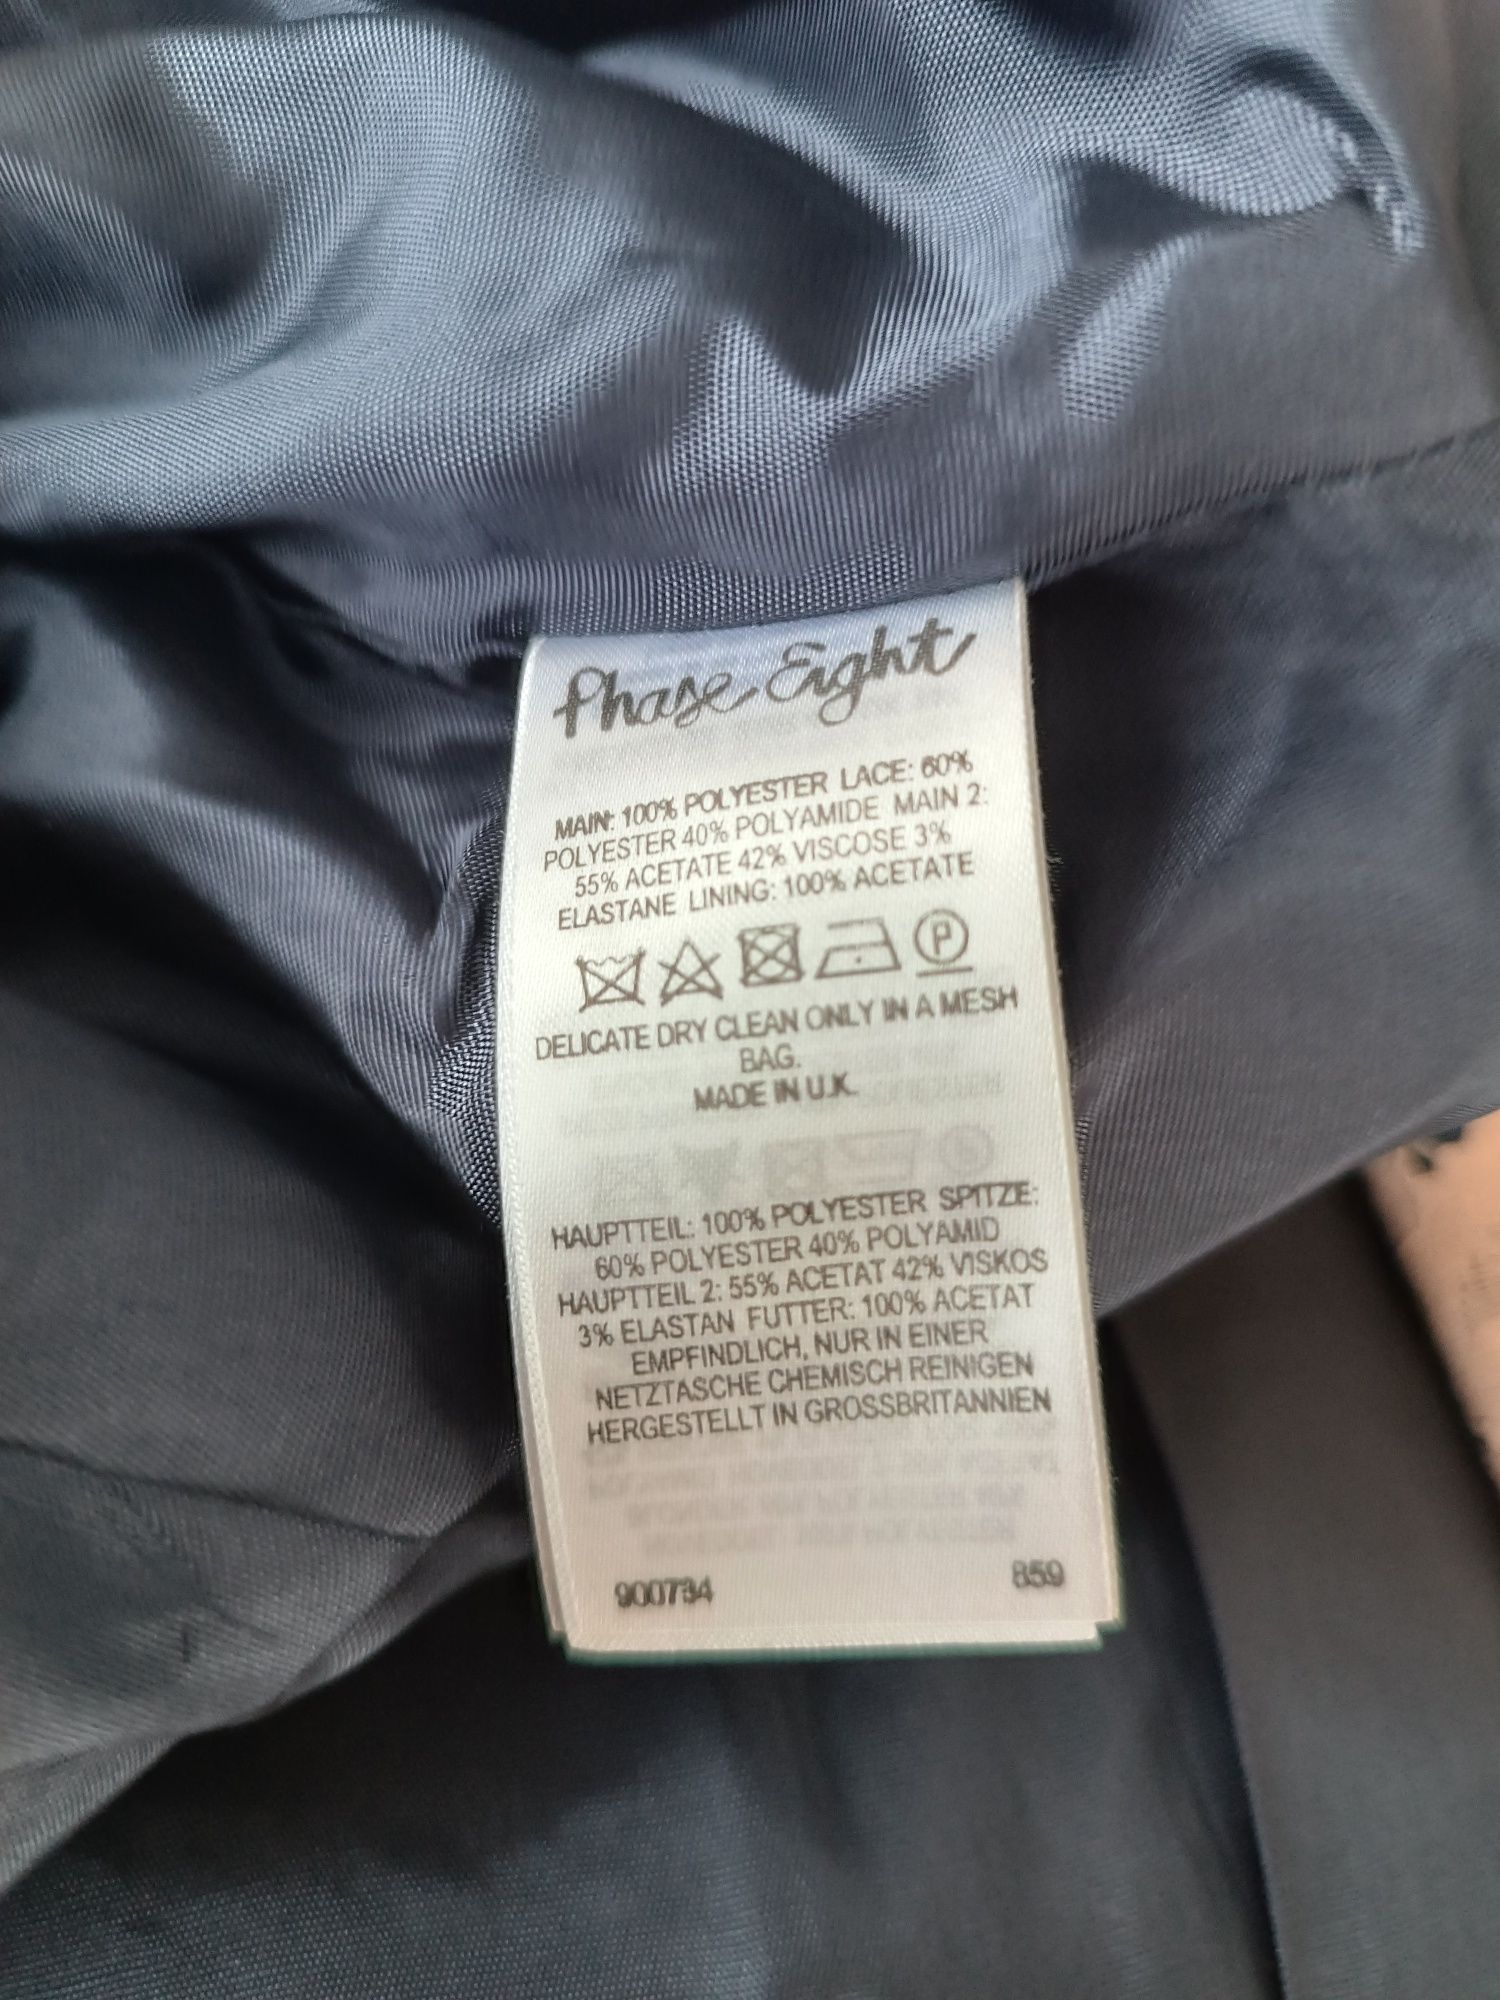 Phase Eight
MAIN: 100% POLYESTER LACE: 60%
POLYESTER 40% POLYAMIDE MAIN 2:
55% ACETATE 42% VISCOSE 3%
ELASTANE LINING: 100% ACETATE
P
DELICATE DRY CLEAN ONLY IN A MESH
BAG.
MADE IN U.K.
HAUPTTEIL: 100% POLYESTER SPITZE:
60% POLYESTER 40% POLYAMID
HAUPTTEIL 2: 55% ACETAT 42% VISKOS
3% ELASTAN FUTTER: 100% ACETAT
EMPFINDLICH, NUR IN EINER
NETZTASCHE CHEMISCH REINIGEN
HERGESTELLT IN GROSSBRITANNIEN
900734 859